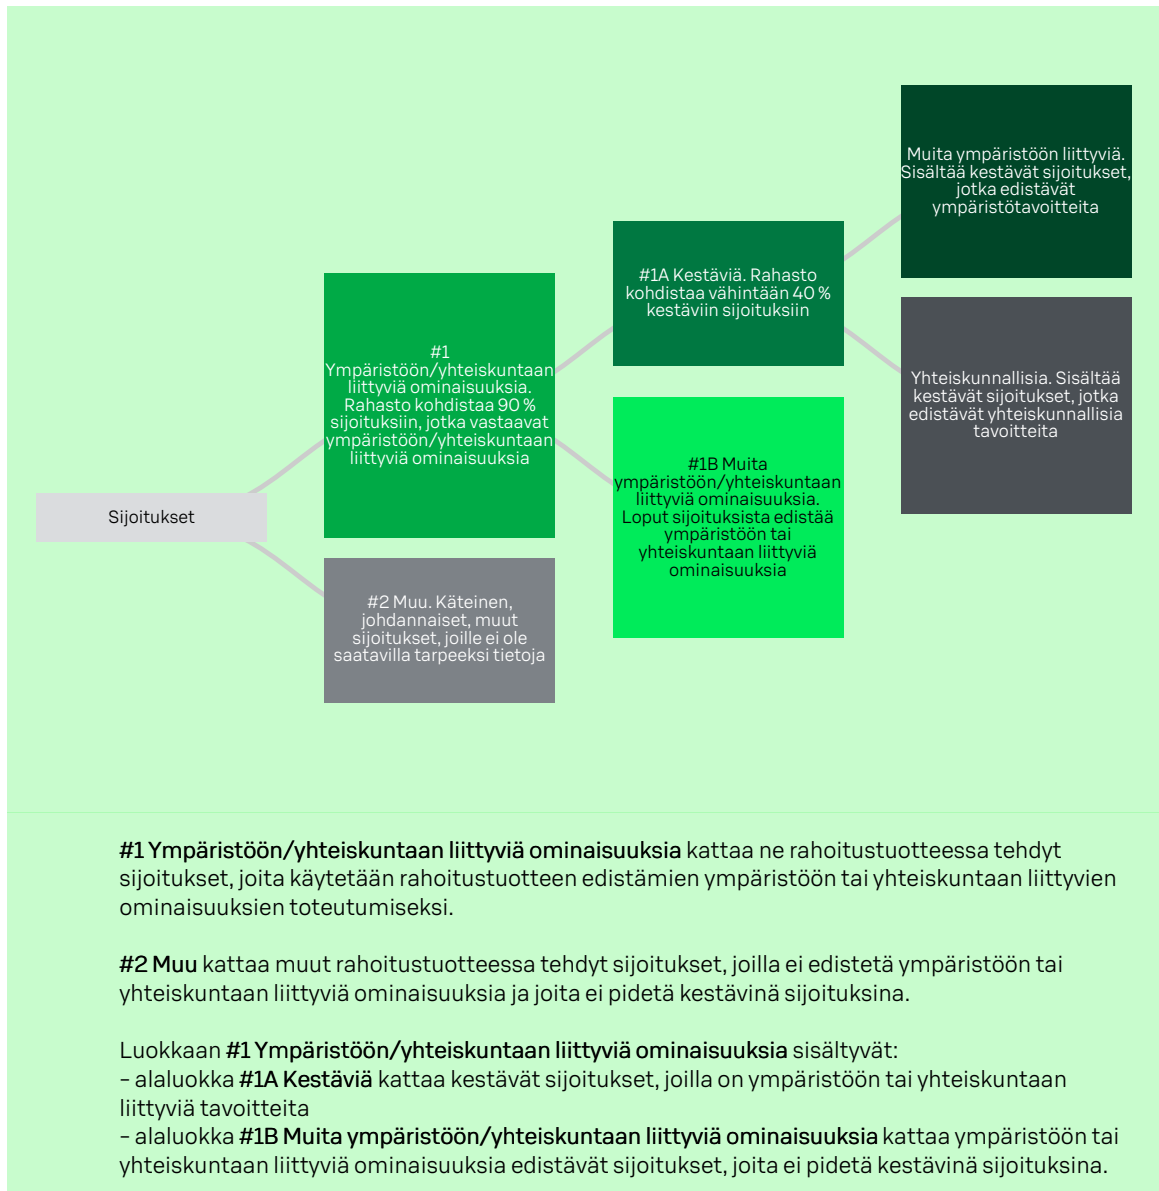 Muita ympäristöön liittyviä.
Sisältää kestävät sijoitukset,
jotka edistävät
ympäristötavoitteita
#1A Kestäviä. Rahasto
kohdistaa vähintään 40 %
kestäviin sijoituksiin
#1
Ympäristöön/yhteiskuntaan
liittyviä ominaisuuksia.
Rahasto kohdistaa 90 %
sijoituksiin, jotka vastaavat
ympäristöön/yhteiskuntaan
liittyviä ominaisuuksia
Yhteiskunnallisia. Sisältää
kestävät sijoitukset, jotka
edistävät yhteiskunnallisia
tavoitteita
#1B Muita
ympäristöön/yhteiskuntaan
liittyviä ominaisuuksia.
Loput sijoituksista edistää
ympäristöön tai
yhteiskuntaan liittyviä
ominaisuuksia
Sijoitukset
#2 Muu. Käteinen,
johdannaiset, muut
sijoitukset, joille ei ole
saatavilla tarpeeksi tietoja
#1 Ympäristöön/yhteiskuntaan liittyviä ominaisuuksia kattaa ne rahoitustuotteessa tehdyt
sijoitukset, joita käytetään rahoitustuotteen edistämien ympäristöön tai yhteiskuntaan liittyvien
ominaisuuksien toteutumiseksi.
#2 Muu kattaa muut rahoitustuotteessa tehdyt sijoitukset, joilla ei edistetä ympäristöön tai
yhteiskuntaan liittyviä ominaisuuksia ja joita ei pidetä kestävinä sijoituksina.
Luokkaan #1 Ympäristöön/yhteiskuntaan liittyviä ominaisuuksia sisältyvät:
- alaluokka #1A Kestäviä kattaa kestävät sijoitukset, joilla on ympäristöön tai yhteiskuntaan
liittyviä tavoitteita
- alaluokka #1B Muita ympäristöön/yhteiskuntaan liittyviä ominaisuuksia kattaa ympäristöön tai
yhteiskuntaan liittyviä ominaisuuksia edistävät sijoitukset, joita ei pidetä kestävinä sijoituksina.